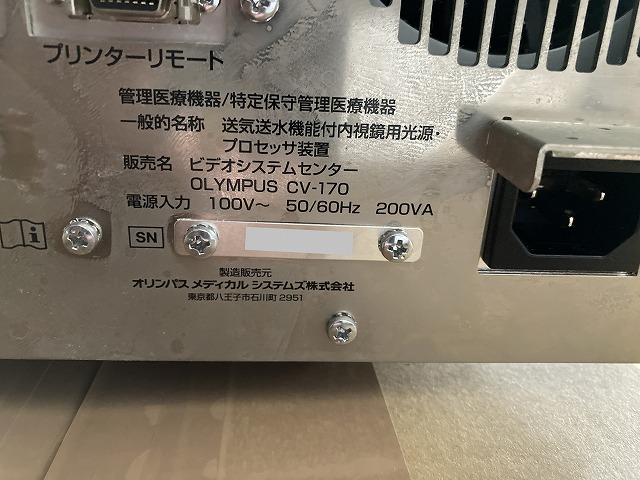 プリンターリモート
管理医療機器/特定保守管理医療機器
一般的名称 送気送水機能付内視鏡用光源・
プロセッサ装置
販売名 ビデオシステムセンター
OLYMPUS CV-170
電源入力 100V～ 50/60Hz 200VA
SN
製造販売元
オリンパス メディカル システムズ株式会社
東京都八王子市石川町 2951